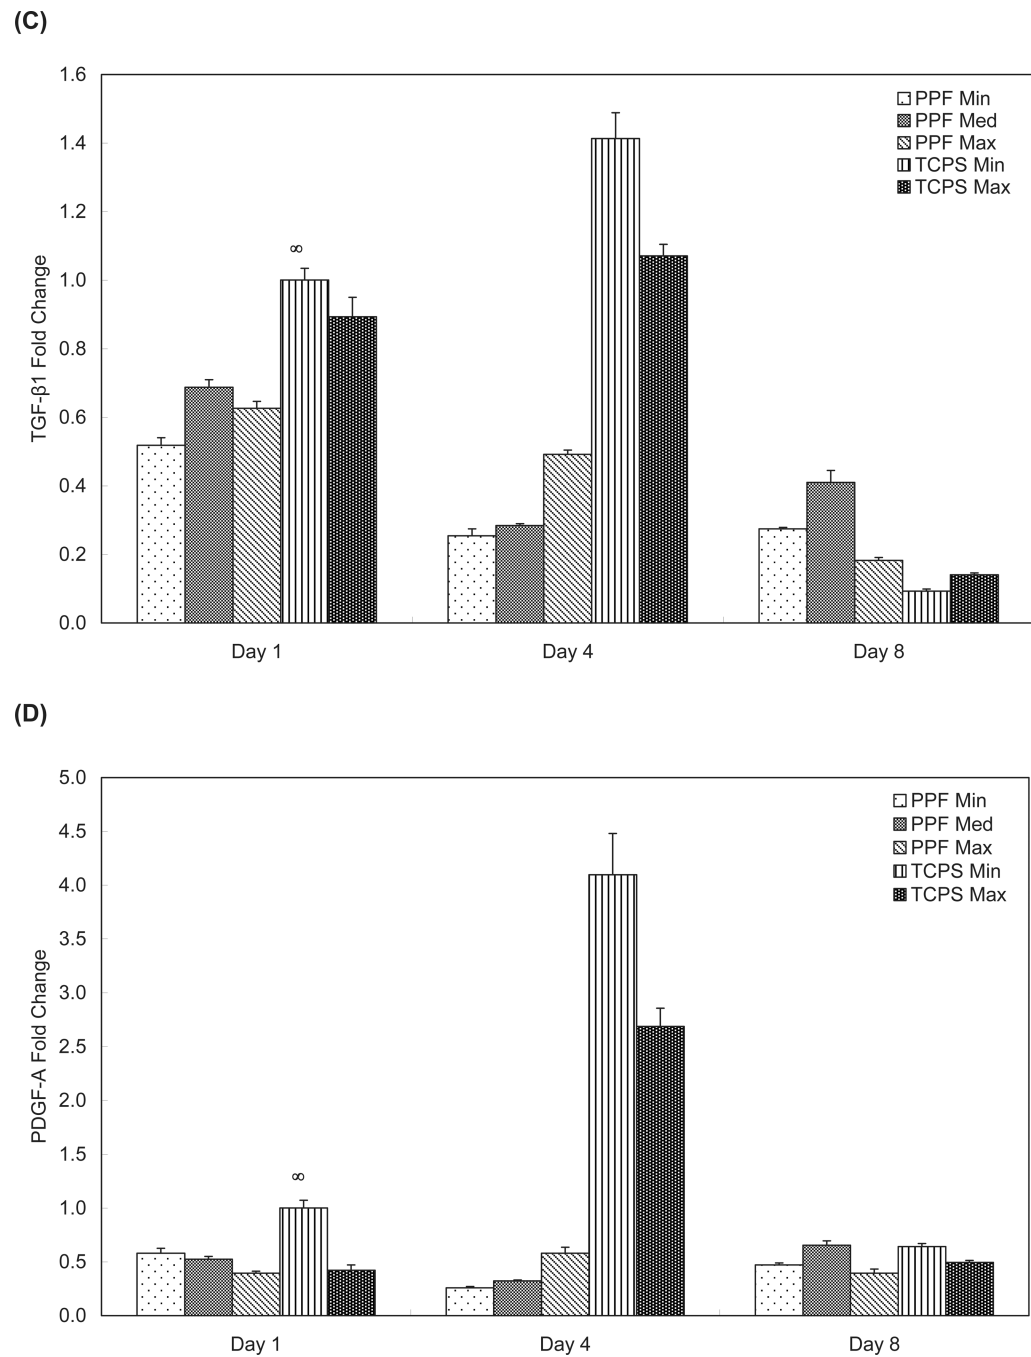 (C)
1.6
1.4
1.2
1.0
0.8
0.6
0.4
0.2
0.0
TGF-β1 Fold Change
PPF Min
PPF Med
PPF Max
TCPS Min
TCPS Max
∞
Day 1
Day 4
Day 8
(D)
5.0
4.5
4.0
3.5
3.0
2.5
2.0
1.5
1.0
0.5
0.0
PDGF-A Fold Change
PPF Min
PPF Med
PPF Max
TCPS Min
TCPS Max
∞
Day 1
Day 4
Day 8